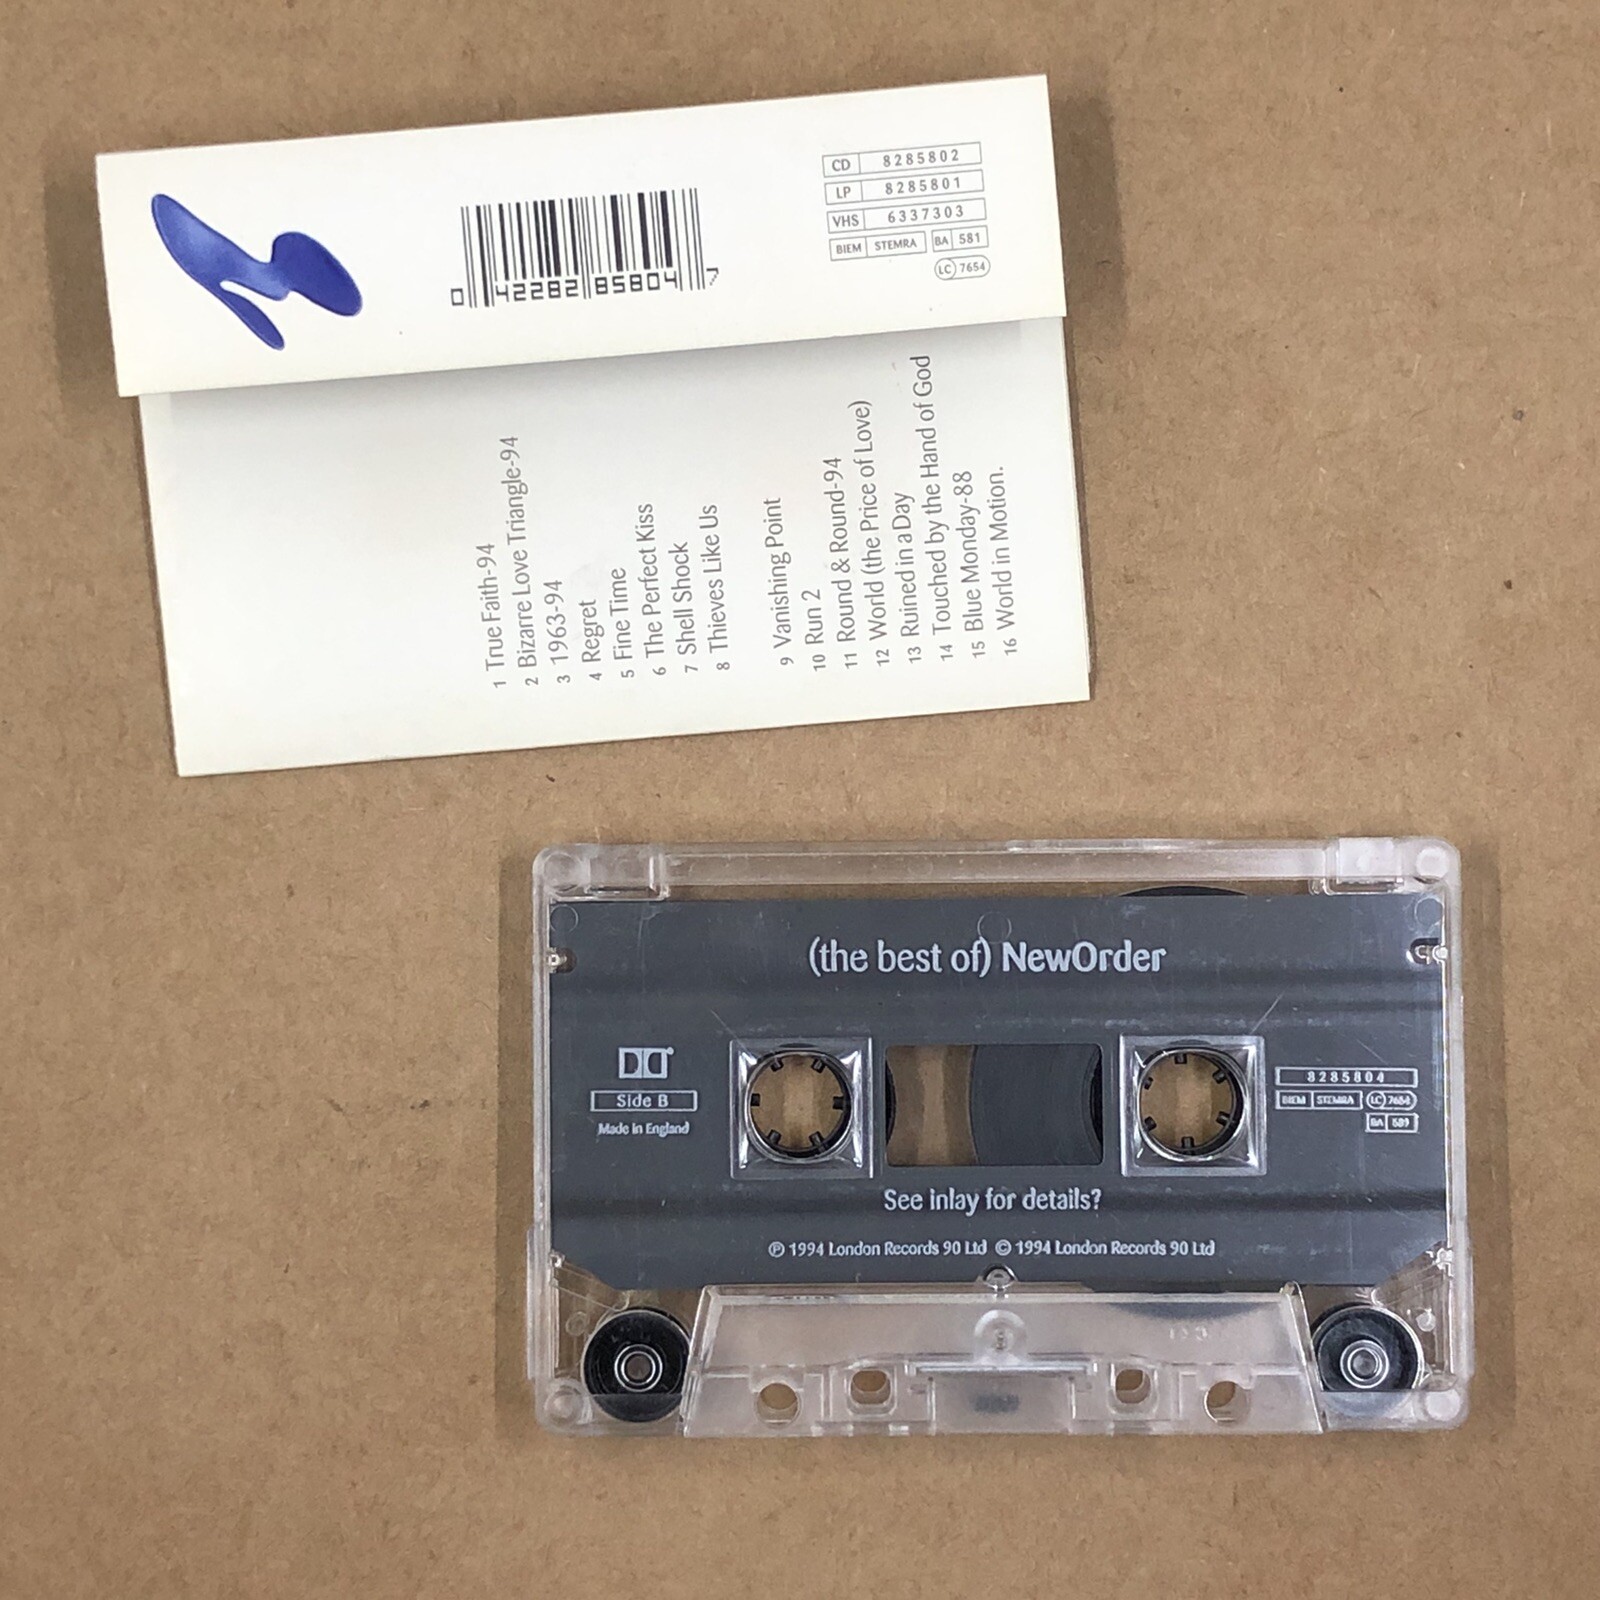 CD 8285802
LP 8285801
VHS 6337303
BIEM STEMRA BA 581
LC 7654
0 42282 85804 7
1 True Faith-94
2 Bizarre Love Triangle-94
3 1963-94
4 Regret
5 Fine Time
6 The Perfect Kiss
7 Shell Shock
8 Thieves Like Us
9 Vanishing Point
10 Run 2
11 Round & Round-94
12 World (the Price of Love)
13 Ruined in a Day
14 Touched by the Hand of God
15 Blue Monday-88
16 World in Motion.
(the best of) NewOrder
Side B
Made in England
8285804
BIEM STEMRA LC 7654
BA 581
See inlay for details?
℗ 1994 London Records 90 Ltd © 1994 London Records 90 Ltd